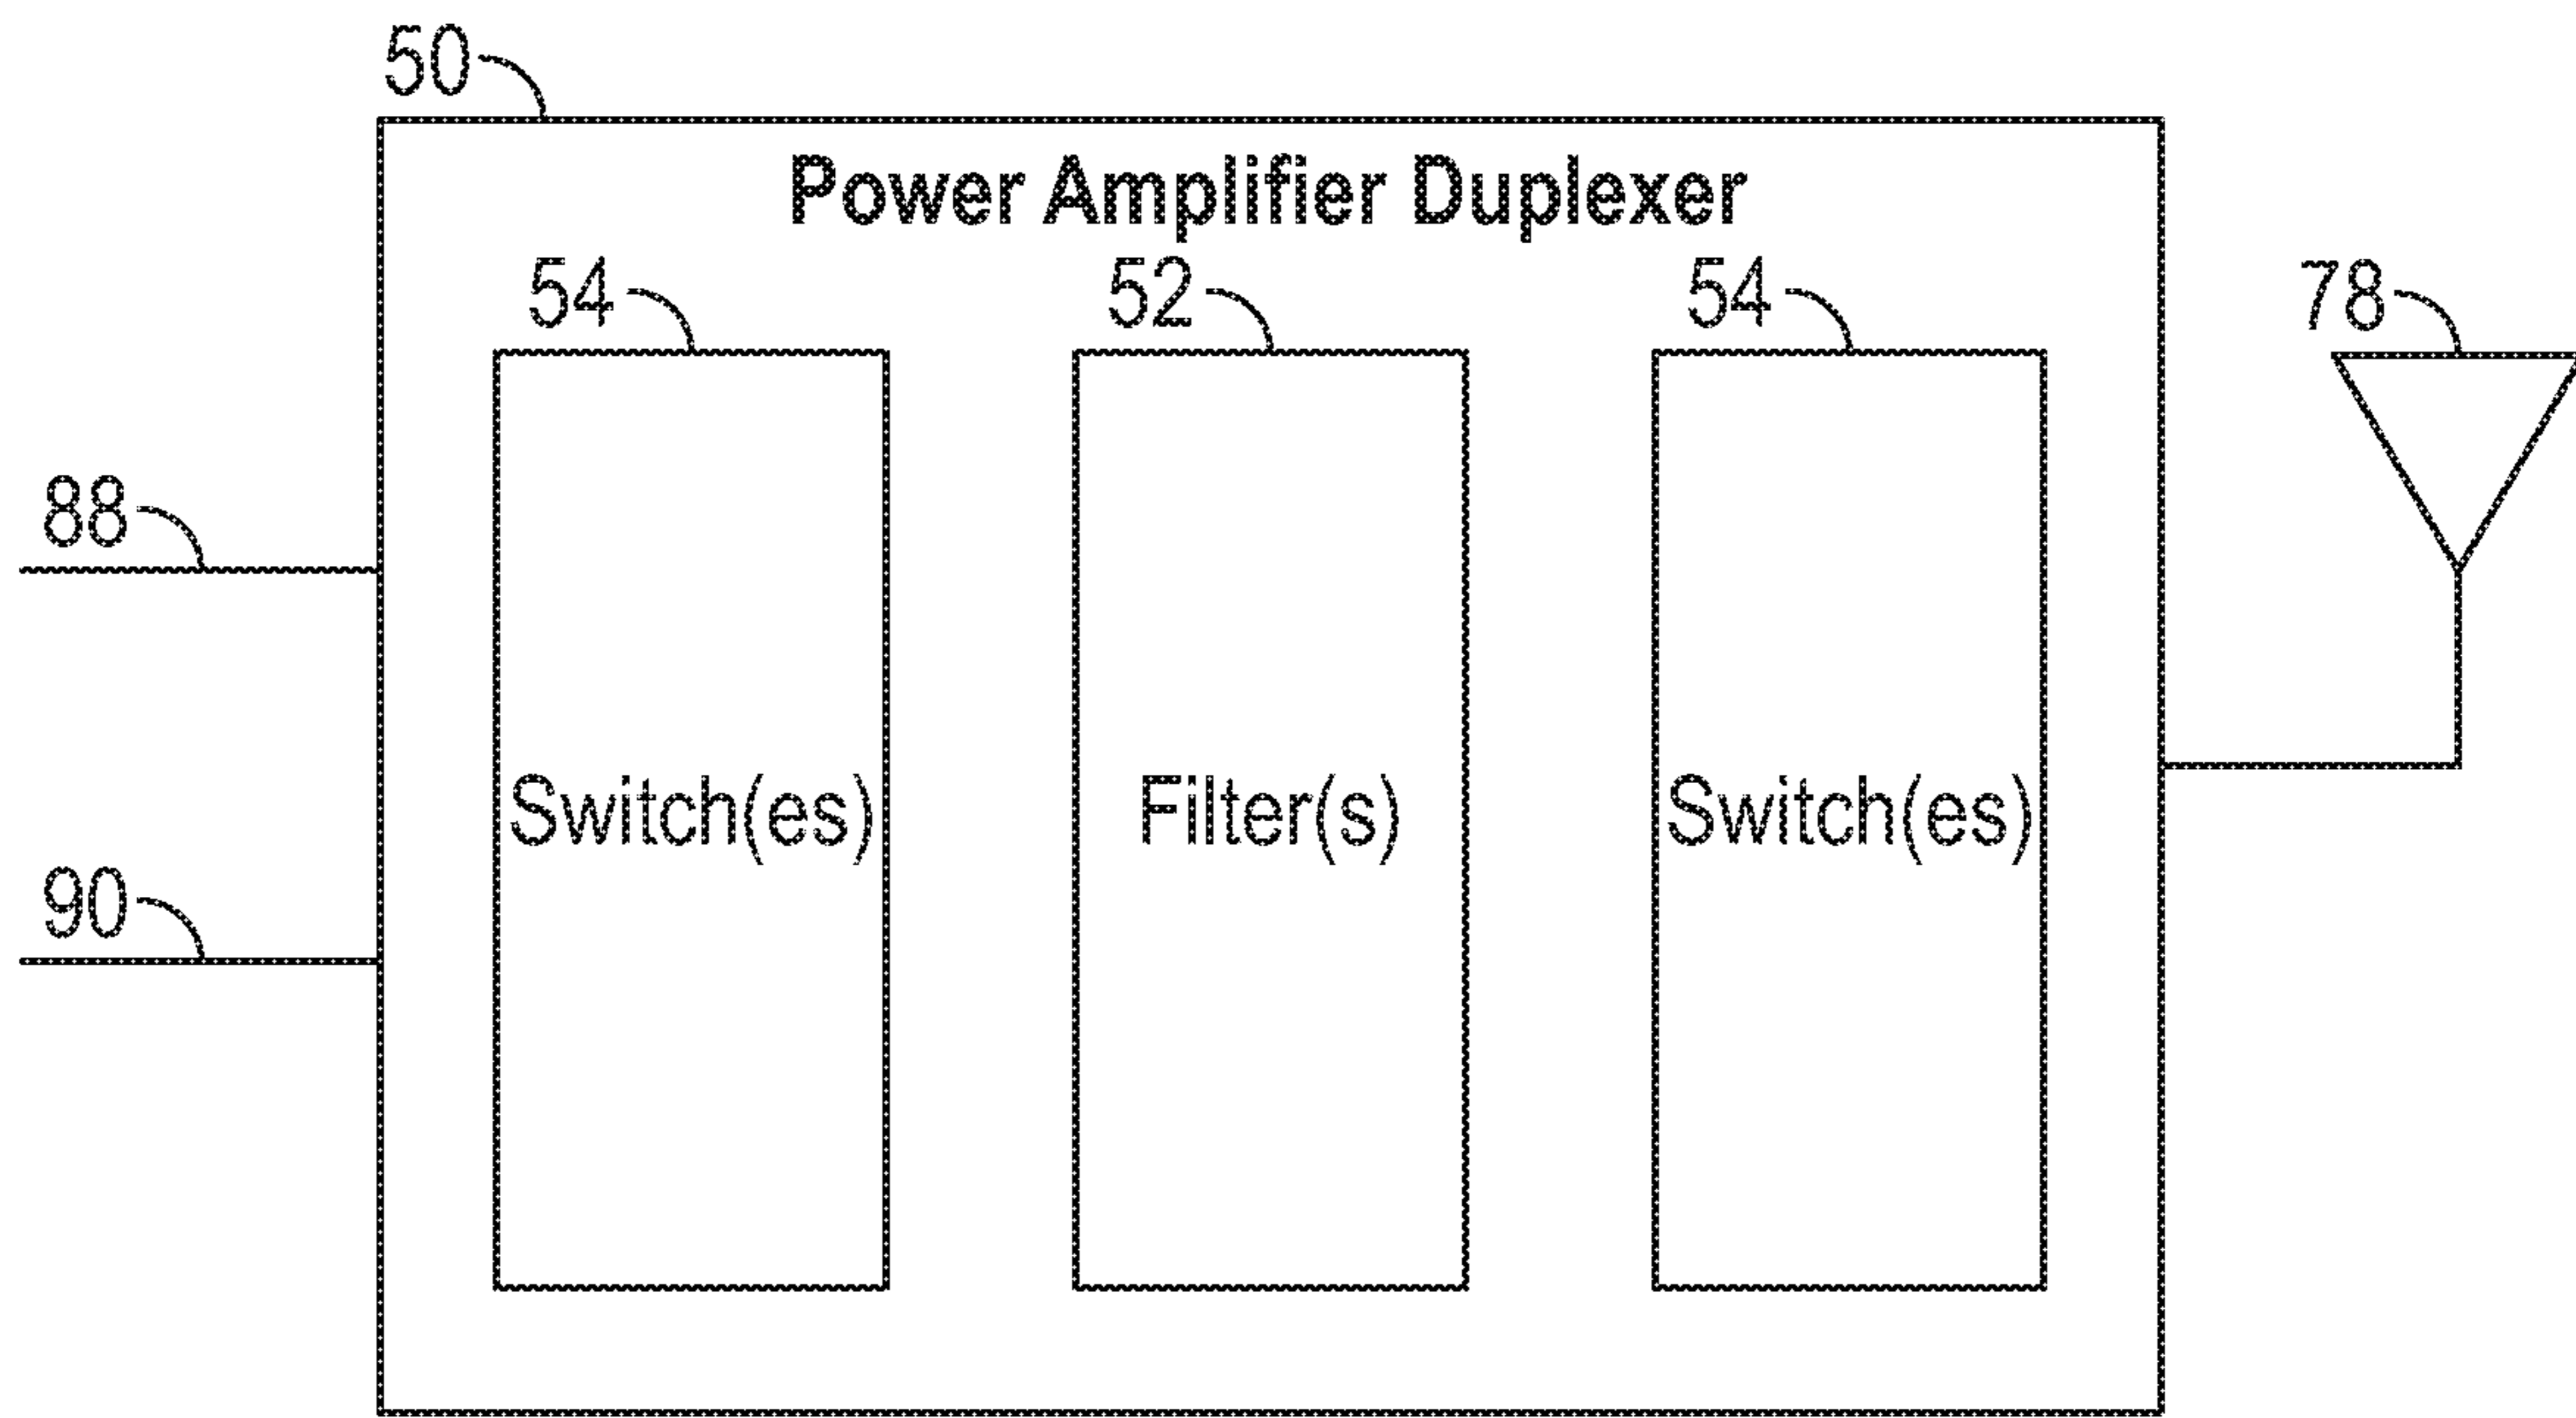 50
Power Amplifier Duplexer
54
52
54
78
88
Switch(es)
Filter(s)
Switch(es)
90